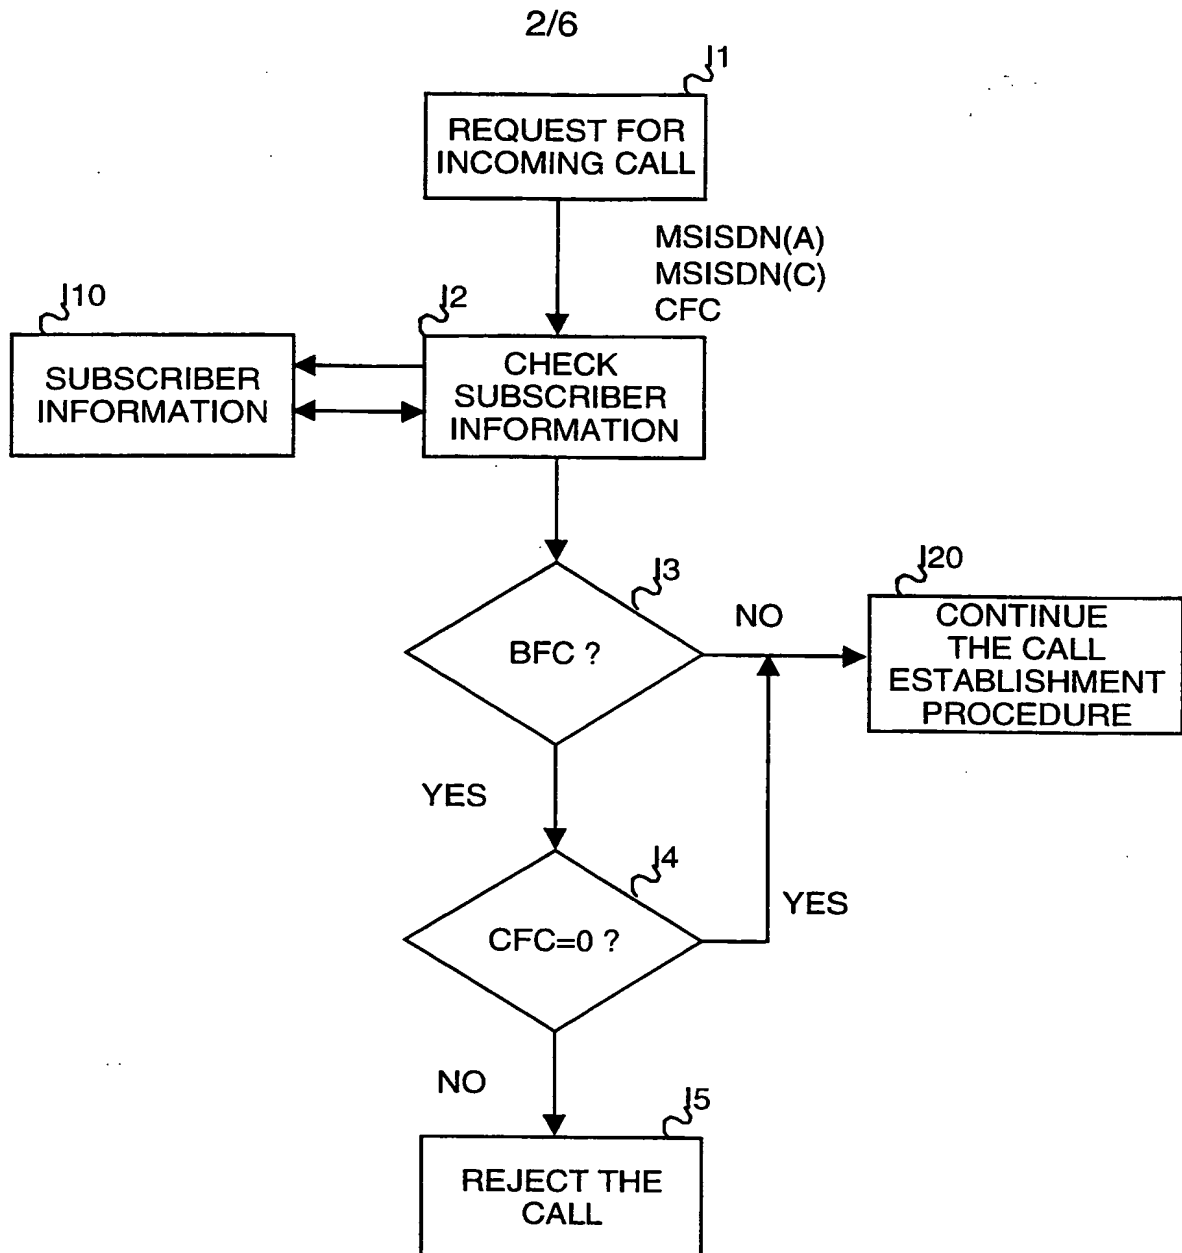 2/6
I1
REQUEST FOR
INCOMING CALL
MSISDN(A)
MSISDN(C)
CFC
I10
I2
SUBSCRIBER
INFORMATION
CHECK
SUBSCRIBER
INFORMATION
I3
I20
BFC ?
NO
CONTINUE
THE CALL
ESTABLISHMENT
PROCEDURE
YES
I4
CFC=0 ?
YES
NO
I5
REJECT THE
CALL